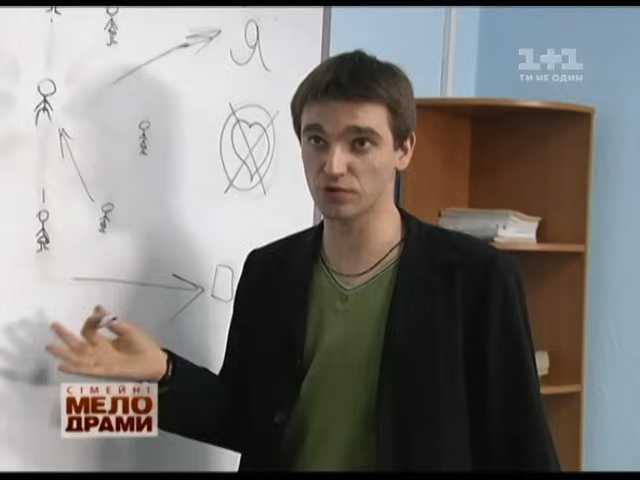 Я
1+1
ТИ НЕ ОДИН
СІМЕЙНІ
МЕЛО
ДРАМИ